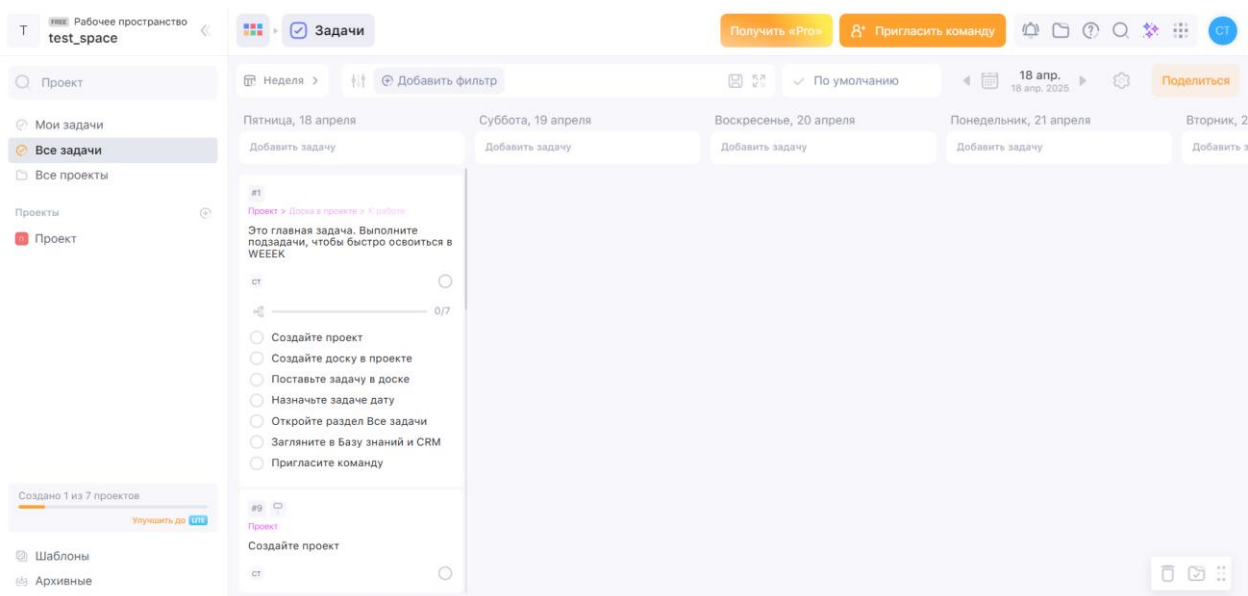 T
FREE Рабочее пространство
test_space
Задачи
Получить «Pro»
Пригласить команду
СТ
Проект
Неделя
Добавить фильтр
По умолчанию
18 апр.
18 апр. 2025
Поделиться
Мои задачи
Все задачи
Все проекты
Проекты
П Проект
Пятница, 18 апреля
Суббота, 19 апреля
Воскресенье, 20 апреля
Понедельник, 21 апреля
Вторник, 2
Добавить задачу
Добавить задачу
Добавить задачу
Добавить задачу
Добавить з
#1
Проект > Доска в проекте > К работе
Это главная задача. Выполните
подзадачи, чтобы быстро освоиться в
WEEEK
СТ
0/7
Создайте проект
Создайте доску в проекте
Поставьте задачу в доске
Назначьте задаче дату
Откройте раздел Все задачи
Загляните в Базу знаний и CRM
Пригласите команду
#9
Проект
Создайте проект
СТ
Создано 1 из 7 проектов
Улучшить до LITE
Шаблоны
Архивные